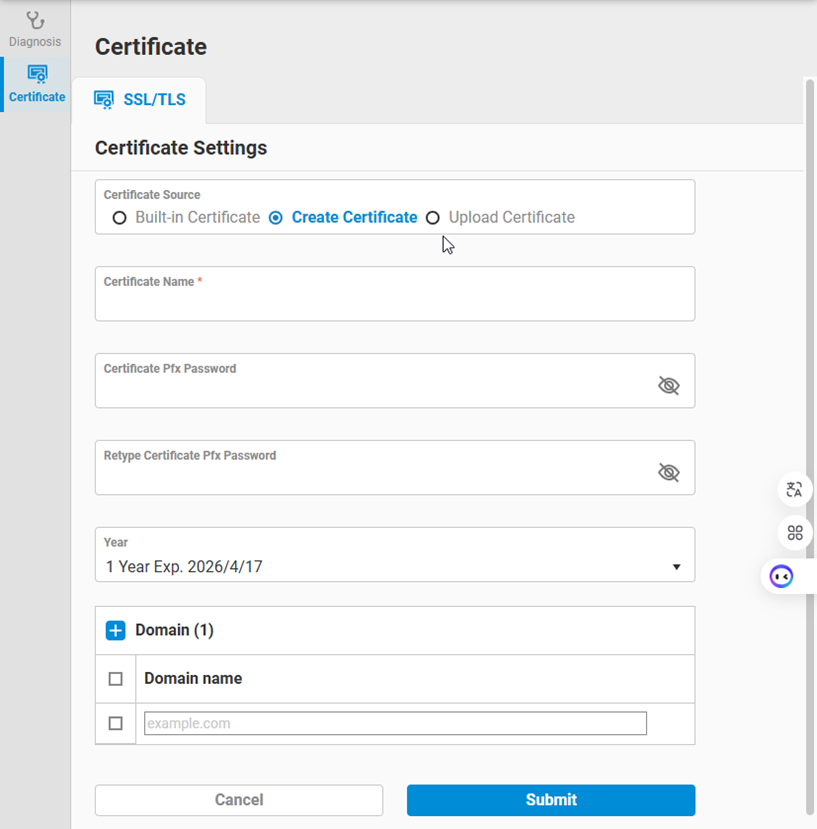 Diagnosis
Certificate
Certificate
SSL/TLS
Certificate Settings
Certificate Source
Built-in Certificate Create Certificate Upload Certificate
Certificate Name *
Certificate Pfx Password
Retype Certificate Pfx Password
Year
1 Year Exp. 2026/4/17
Domain (1)
Domain name
example.com
Cancel Submit